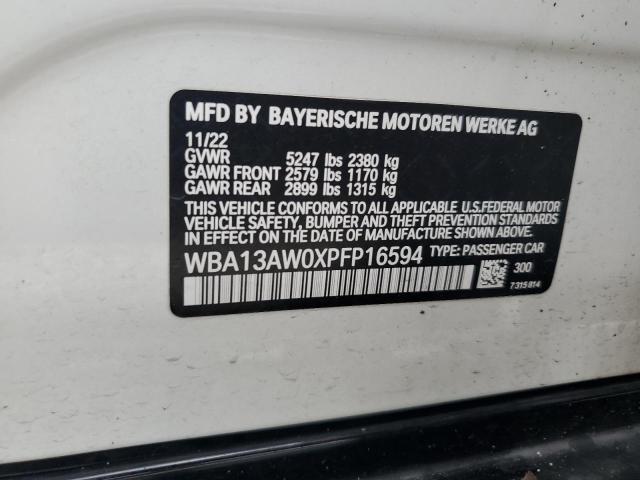 MFD BY BAYERISCHE MOTOREN WERKE AG
11/22
GVWR 5247 lbs 2380 kg
GAWR FRONT 2579 lbs 1170 kg
GAWR REAR 2899 lbs 1315 kg
THIS VEHICLE CONFORMS TO ALL APPLICABLE U.S.FEDERAL MOTOR
VEHICLE SAFETY, BUMPER AND THEFT PREVENTION STANDARDS
IN EFFECT ON THE DATE OF MANUFACTURE SHOWN ABOVE.
WBA13AW0XPFP16594 TYPE: PASSENGER CAR
300
7315814